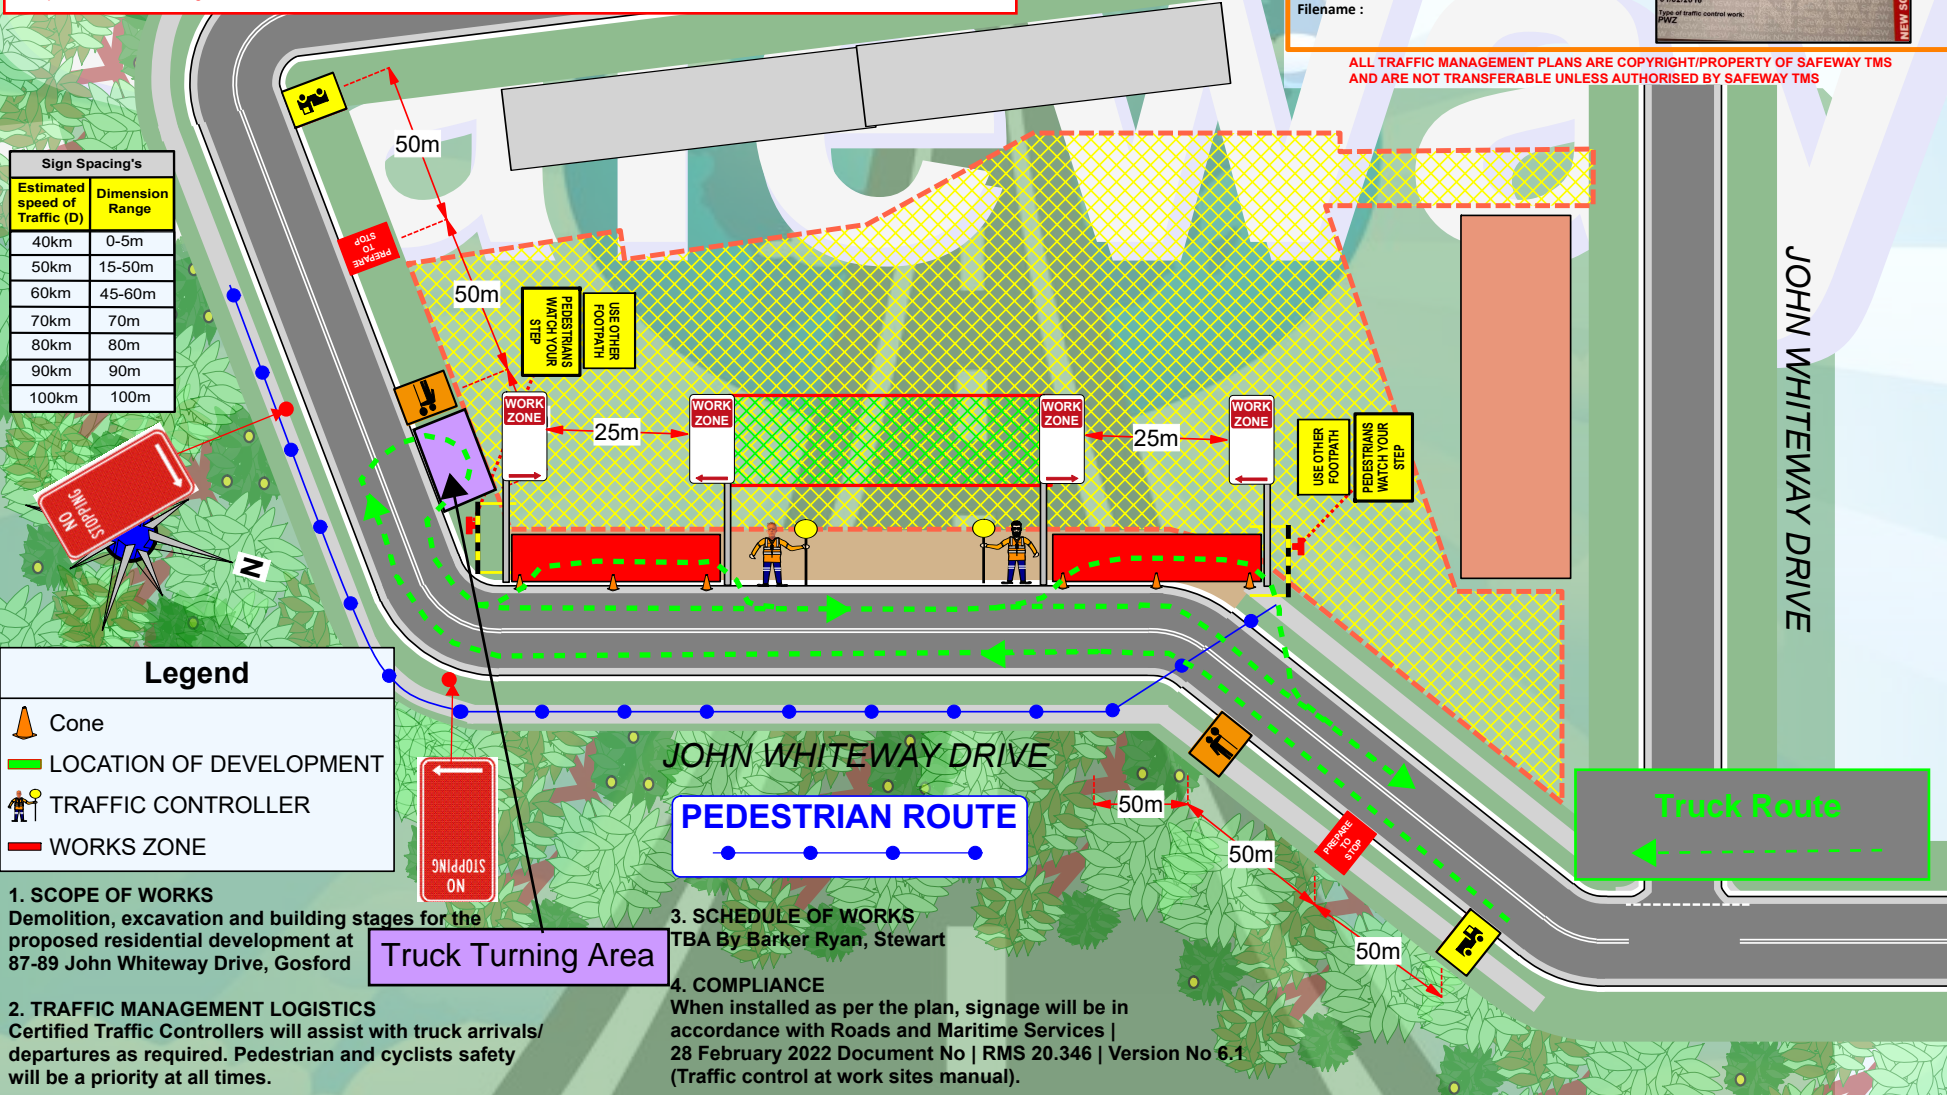 Filename :
Type of traffic control work:
PWZ
ALL TRAFFIC MANAGEMENT PLANS ARE COPYRIGHT/PROPERTY OF SAFEWAY TMS
AND ARE NOT TRANSFERABLE UNLESS AUTHORISED BY SAFEWAY TMS
Sign Spacing's
Estimated speed of Traffic (D) Dimension Range
40km 0-5m
50km 15-50m
60km 45-60m
70km 70m
80km 80m
90km 90m
100km 100m
50m
PREPARE
TO
STOP
50m
PEDESTRIANS
WATCH YOUR
STEP
USE OTHER
FOOTPATH
WORK
ZONE
25m
WORK
ZONE
WORK
ZONE
25m
WORK
ZONE
USE OTHER
FOOTPATH
PEDESTRIANS
WATCH YOUR
STEP
JOHN WHITEWAY DRIVE
NO
STOPPING
N
Legend
Cone
LOCATION OF DEVELOPMENT
TRAFFIC CONTROLLER
WORKS ZONE
NO
STOPPING
JOHN WHITEWAY DRIVE
PEDESTRIAN ROUTE
50m
50m
PREPARE
TO
STOP
50m
Truck Route
Truck Turning Area
1. SCOPE OF WORKS
Demolition, excavation and building stages for the
proposed residential development at
87-89 John Whiteway Drive, Gosford
2. TRAFFIC MANAGEMENT LOGISTICS
Certified Traffic Controllers will assist with truck arrivals/
departures as required. Pedestrian and cyclists safety
will be a priority at all times.
3. SCHEDULE OF WORKS
TBA By Barker Ryan, Stewart
4. COMPLIANCE
When installed as per the plan, signage will be in
accordance with Roads and Maritime Services |
28 February 2022 Document No | RMS 20.346 | Version No 6.1
(Traffic control at work sites manual).